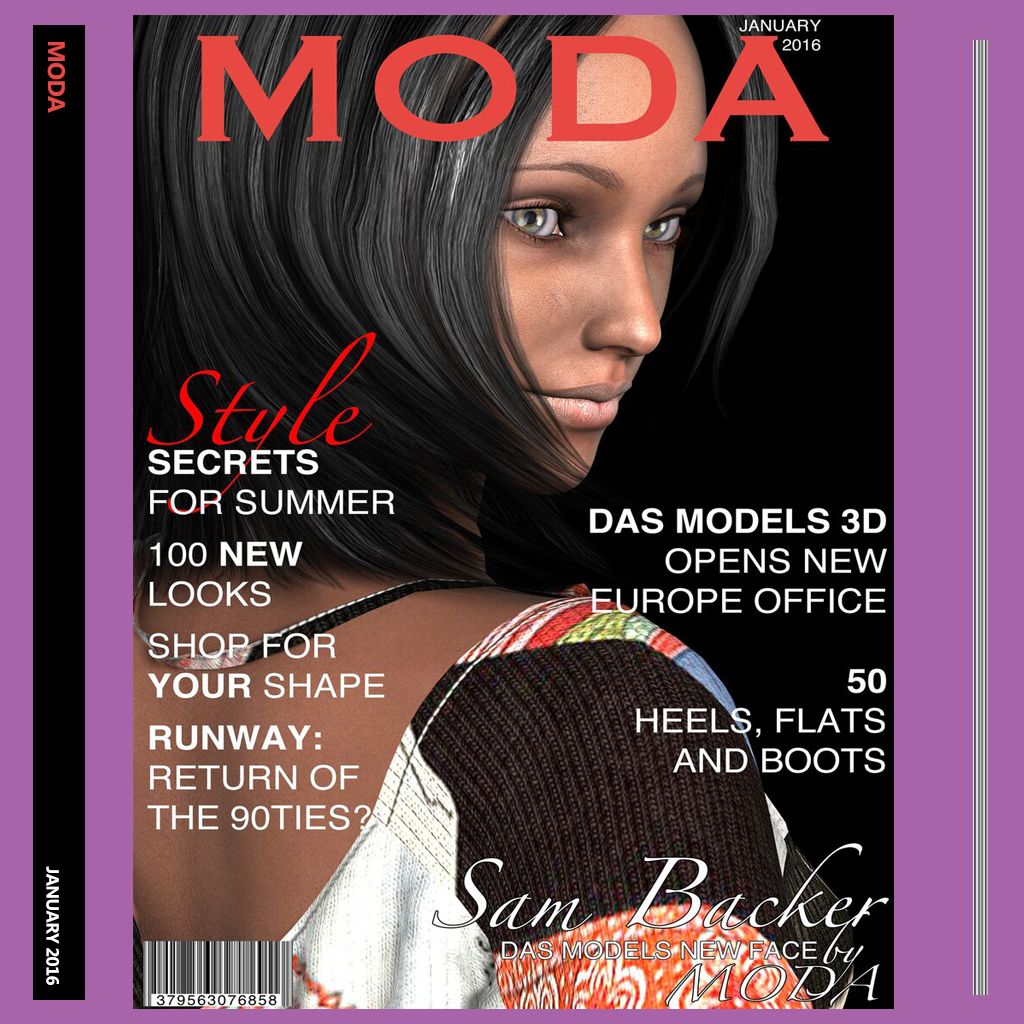 MODA
JANUARY 2016
JANUARY
2016
MODA
Style
SECRETS
FOR SUMMER
100 NEW
LOOKS
SHOP FOR
YOUR SHAPE
RUNWAY:
RETURN OF
THE 90TIES?
DAS MODELS 3D
OPENS NEW
EUROPE OFFICE
50
HEELS, FLATS
AND BOOTS
Sam Backer
DAS MODELS NEW FACE by
MODA
379563076858